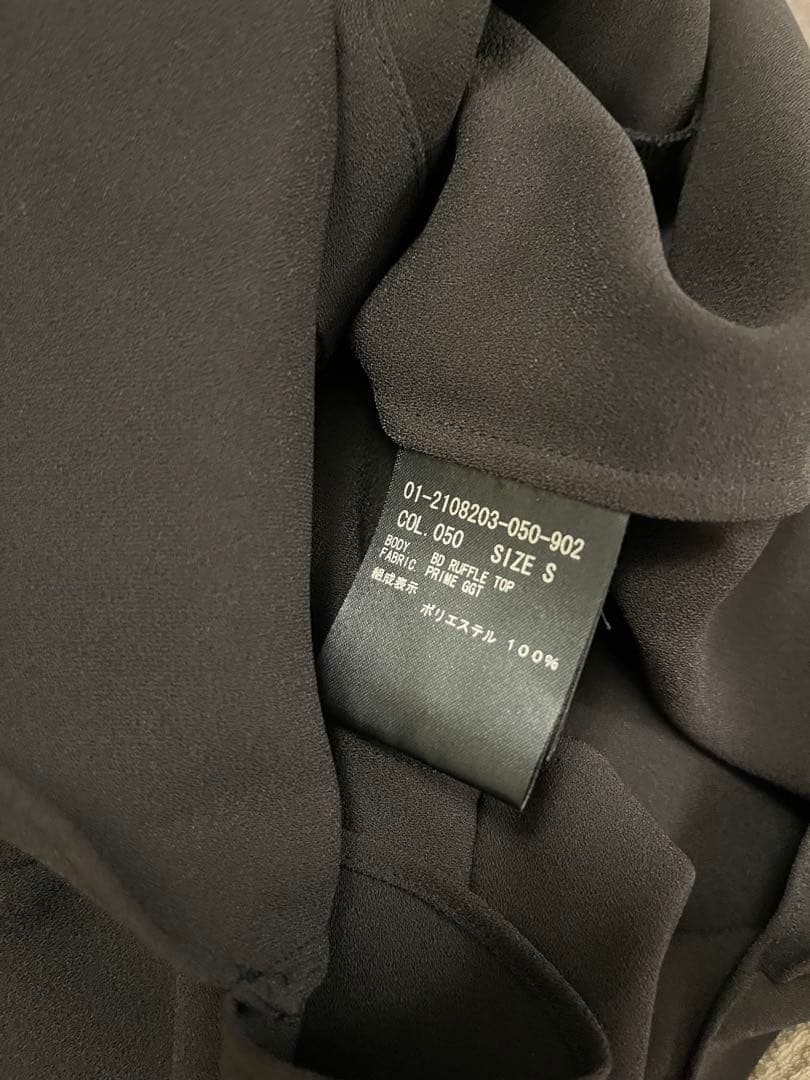 01-2108203-050-902
COL.050 SIZE S
BODY. BD RUFFLE TOP
FABRIC. PRIME GGT
組成表示
ポリエステル 100%